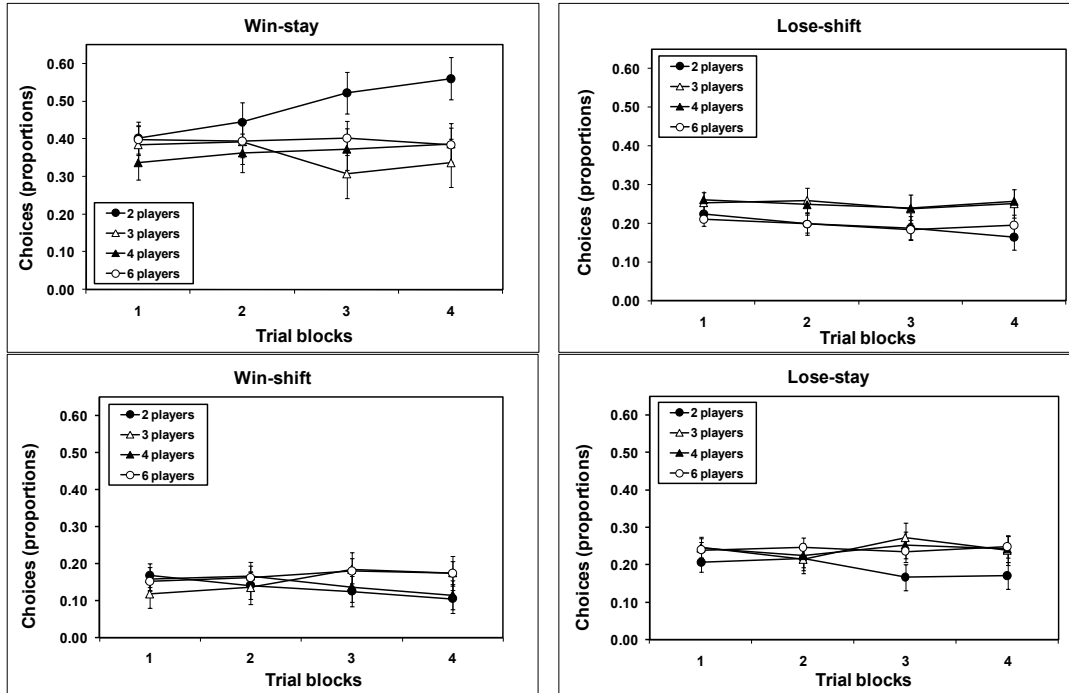 Win-stay
Choices (proportions)
0.60
0.50
0.40
0.30
0.20
0.10
0.00
2 players
3 players
4 players
6 players
1 2 3 4
Trial blocks
Lose-shift
Choices (proportions)
0.60
0.50
0.40
0.30
0.20
0.10
0.00
2 players
3 players
4 players
6 players
1 2 3 4
Trial blocks
Win-shift
Choices (proportions)
0.60
0.50
0.40
0.30
0.20
0.10
0.00
2 players
3 players
4 players
6 players
1 2 3 4
Trial blocks
Lose-stay
Choices (proportions)
0.60
0.50
0.40
0.30
0.20
0.10
0.00
2 players
3 players
4 players
6 players
1 2 3 4
Trial blocks